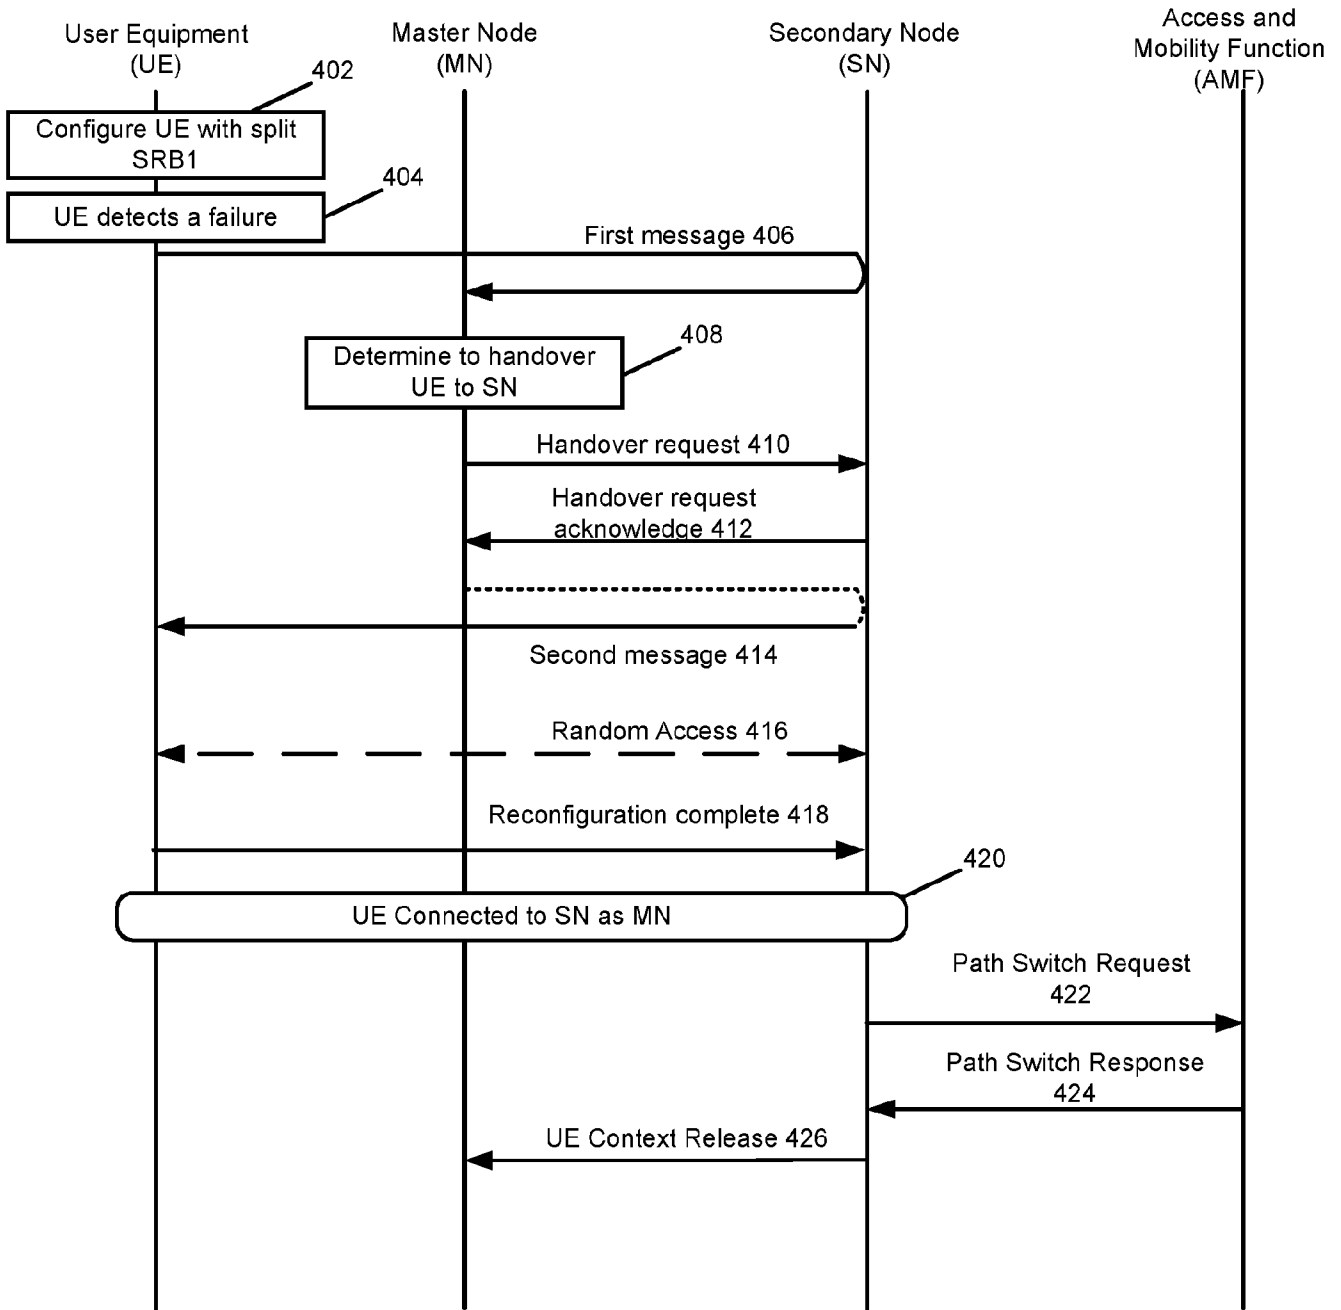 User Equipment
(UE)
Master Node
(MN)
Secondary Node
(SN)
Access and
Mobility Function
(AMF)
402
Configure UE with split
SRB1
404
UE detects a failure
First message 406
408
Determine to handover
UE to SN
Handover request 410
Handover request
acknowledge 412
Second message 414
Random Access 416
Reconfiguration complete 418
420
UE Connected to SN as MN
Path Switch Request
422
Path Switch Response
424
UE Context Release 426